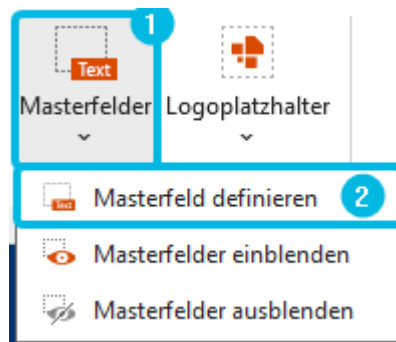 1
Text
Masterfelder Logoplatzhalter
Masterfeld definieren 2
Masterfelder einblenden
Masterfelder ausblenden